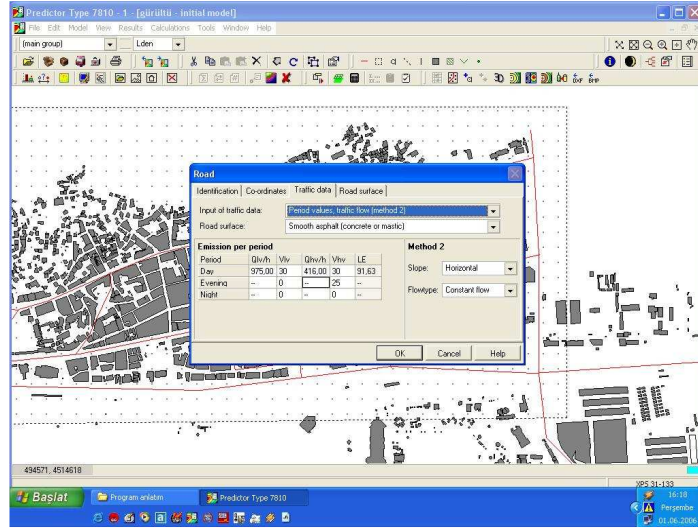 Predictor Type 7810 - 1 - [gürültü - initial model]
File Edit Model View Results Calculations Tools Window Help
(main group) Lden
Road
Identification Co-ordinates Traffic data Road surface
Input of traffic data: Period values, traffic flow (method 2)
Road surface: Smooth asphalt (concrete or mastic)
Emission per period Method 2
Period Qlv/h Vlv Qhv/h Vhv LE
Day 975,00 30 416,00 30 91,63
Evening -- 0 -- 25 --
Night -- 0 -- 0 --
Slope: Horizontal
Flowtype: Constant flow
OK Cancel Help
494571, 4514618
XPS 31-133
Başlat Program anlatım Predictor Type 7810
16:18
Perşembe
01.06.2006